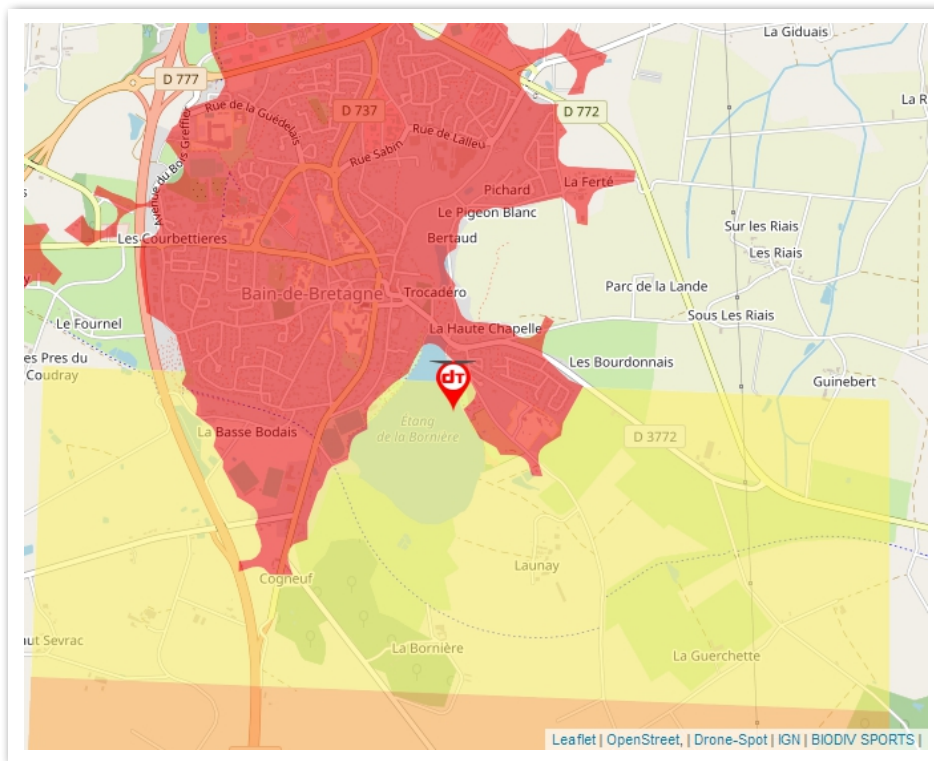 La Giduais
D 777
Rue de la Guédelais
D 737
D 772
Rue Sabin
Rue de Lalleu
Avenue du Bois Greffier
La R
Pichard
La Ferté
Le Pigeon Blanc
Les Courbettieres
Bertaud
Sur les Riais
Les Riais
Bain-de-Bretagne
Trocadéro
Parc de la Lande
Le Fournel
La Haute Chapelle
Sous Les Riais
es Pres du
Coudray
Les Bourdonnais
Guinebert
dT
Étang
de la Bornière
La Basse Bodais
D 3772
Launay
Cogneuf
ut Sevrac
La Bornière
La Guerchette
Leaflet | OpenStreet, | Drone-Spot | IGN | BIODIV SPORTS |